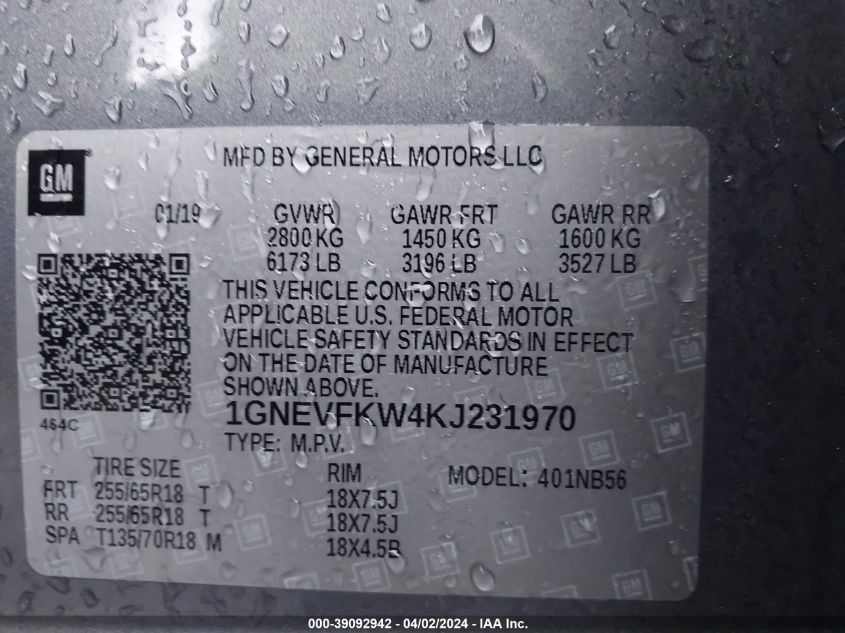 GM
MFD BY GENERAL MOTORS LLC
01/19 GVWR GAWR FRT GAWR RR
2800 KG 1450 KG 1600 KG
6173 LB 3196 LB 3527 LB
THIS VEHICLE CONFORMS TO ALL
APPLICABLE U.S. FEDERAL MOTOR
VEHICLE SAFETY STANDARDS IN EFFECT
ON THE DATE OF MANUFACTURE
SHOWN ABOVE.
464C
1GNEVFKW4KJ231970
TYPE: M.P.V.
TIRE SIZE RIM MODEL: 401NB56
FRT 255/65R18 T 18X7.5J
RR 255/65R18 T 18X7.5J
SPA T135/70R18 M 18X4.5B
000-39092942 - 04/02/2024 - IAA Inc.